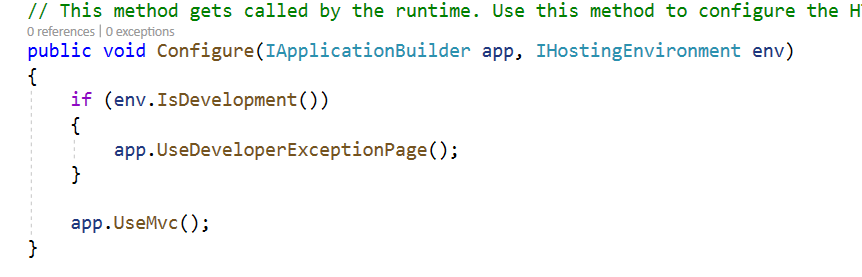 // This method gets called by the runtime. Use this method to configure the
0 references | 0 exceptions
public void Configure(IApplicationBuilder app, IHostingEnvironment env)
{
if (env.IsDevelopment())
{
app.UseDeveloperExceptionPage();
}
app.UseMvc();
}